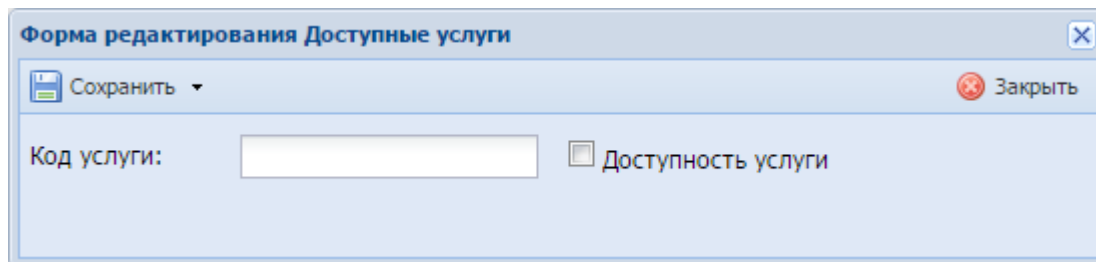 Форма редактирования Доступные услуги
Сохранить Закрыть
Код услуги: Доступность услуги